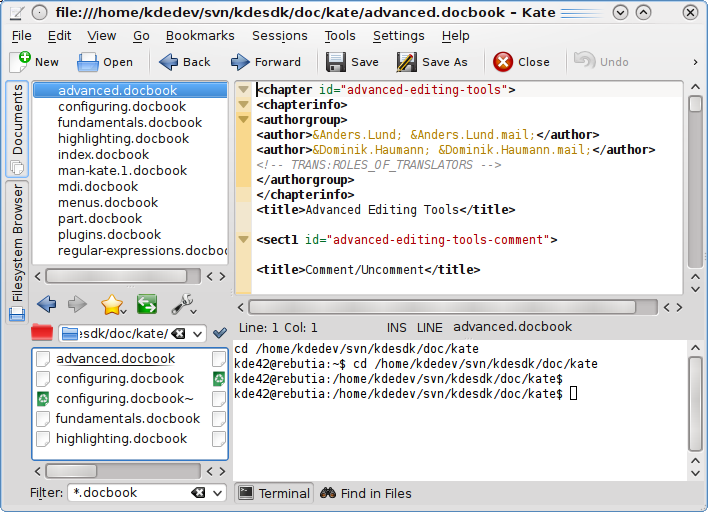 file:///home/kdedev/svn/kdesdk/doc/kate/advanced.docbook – Kate
File Edit View Go Bookmarks Sessions Tools Settings Help
New Open Back Forward Save Save As Close Undo
Documents
Filesystem Browser
advanced.docbook
configuring.docbook
fundamentals.docbook
highlighting.docbook
index.docbook
man-kate.1.docbook
mdi.docbook
menus.docbook
part.docbook
plugins.docbook
regular-expressions.docboo
esdk/doc/kate/
advanced.docbook
configuring.docbook
configuring.docbook~
fundamentals.docbook
highlighting.docbook
Filter: *.docbook
<chapter id="advanced-editing-tools">
<chapterinfo>
<authorgroup>
<author>&Anders.Lund; &Anders.Lund.mail;</author>
<author>&Dominik.Haumann; &Dominik.Haumann.mail;</author>
<!-- TRANS:ROLES_OF_TRANSLATORS -->
</authorgroup>
</chapterinfo>
<title>Advanced Editing Tools</title>
<sect1 id="advanced-editing-tools-comment">
<title>Comment/Uncomment</title>
Line: 1 Col: 1 INS LINE advanced.docbook
cd /home/kdedev/svn/kdesdk/doc/kate
kde42@rebutia:~$ cd /home/kdedev/svn/kdesdk/doc/kate
kde42@rebutia:/home/kdedev/svn/kdesdk/doc/kate$
kde42@rebutia:/home/kdedev/svn/kdesdk/doc/kate$
Terminal Find in Files